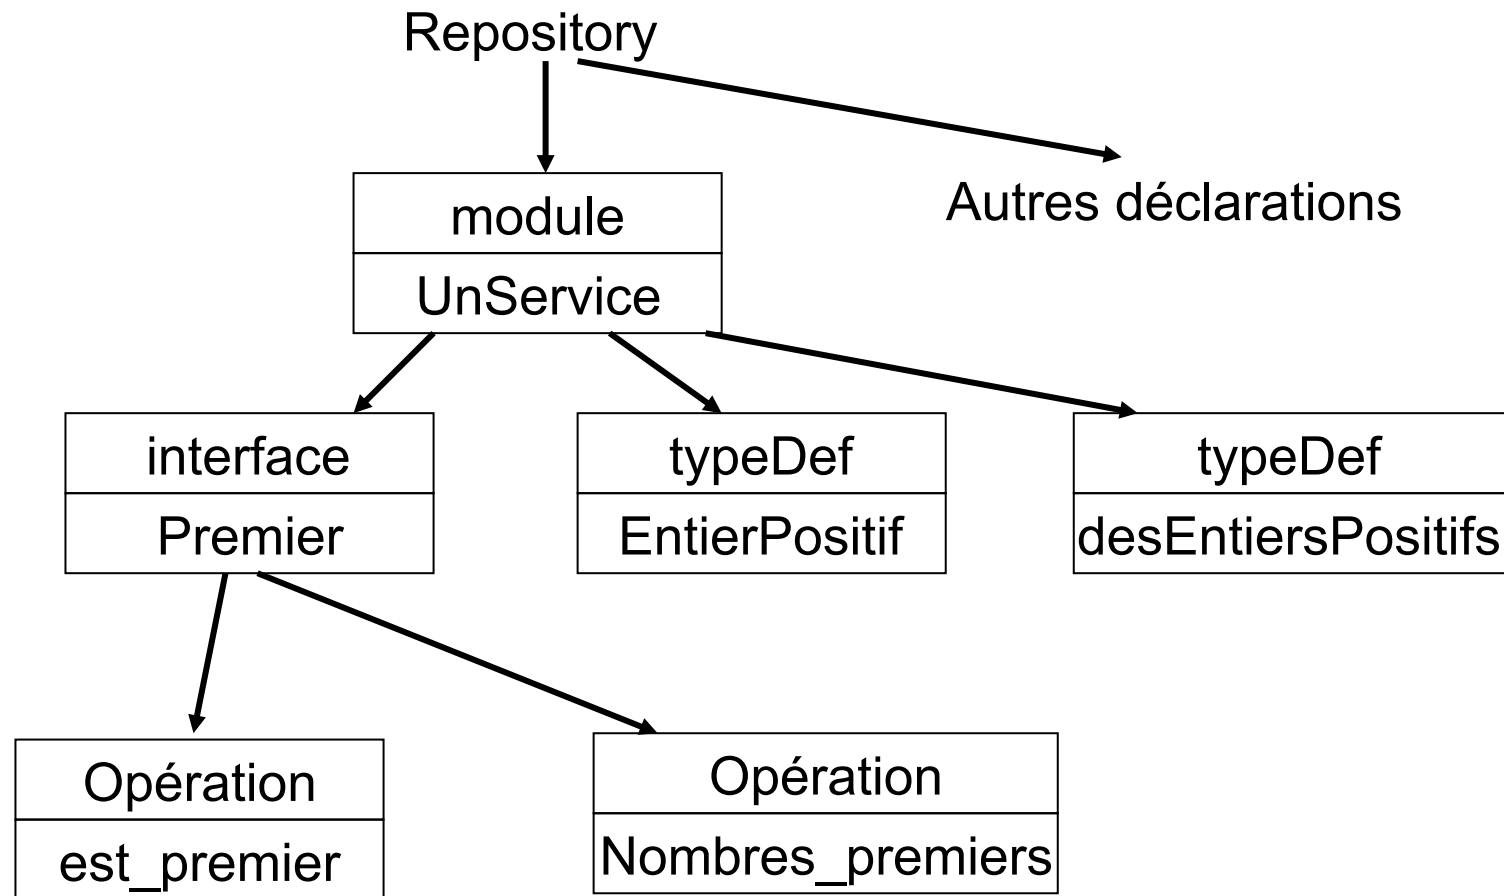 Repository
Autres déclarations
module
UnService
interface
Premier
typeDef
EntierPositif
typeDef
desEntiersPositifs
Opération
est_premier
Opération
Nombres_premiers